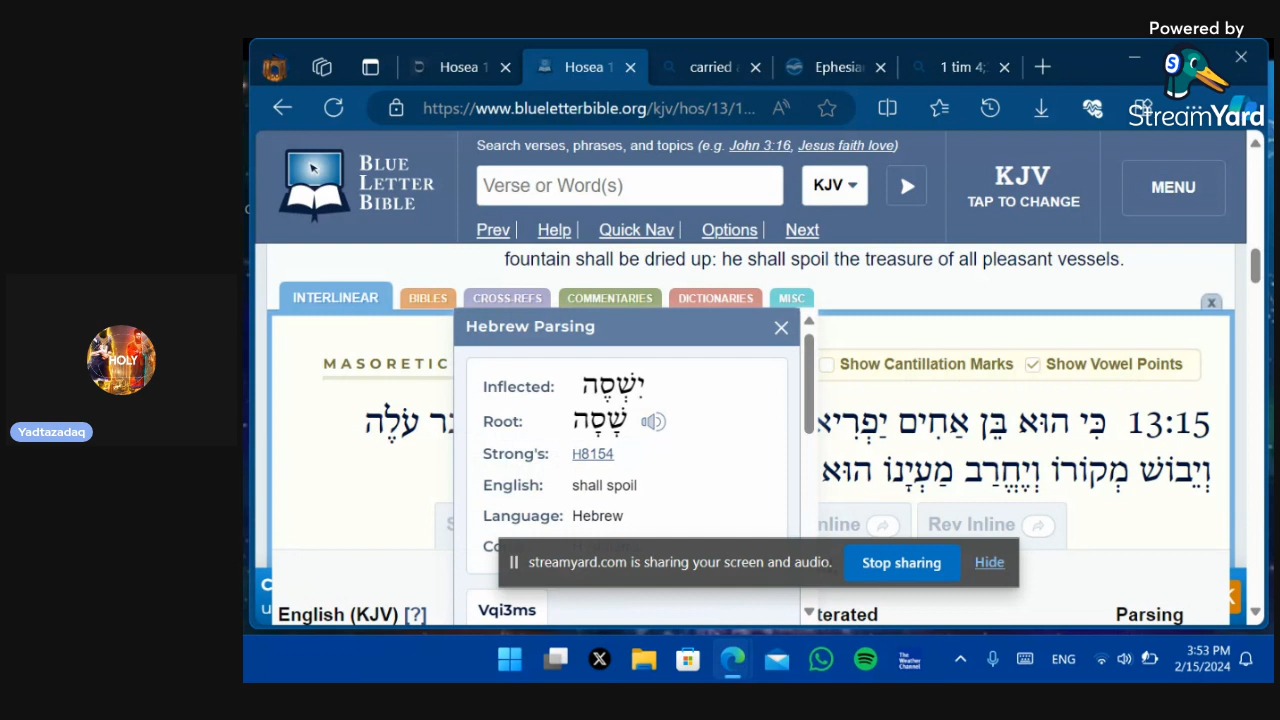 Powered by
StreamYard
Hosea 1
Hosea 1
carried
Ephesia
1 tim 4;
https://www.blueletterbible.org/kjv/hos/13/1...
BLUE
LETTER
BIBLE
Search verses, phrases, and topics (e.g. John 3:16, Jesus faith love)
Verse or Word(s)
KJV
KJV
TAP TO CHANGE
MENU
Prev | Help | Quick Nav | Options | Next
fountain shall be dried up: he shall spoil the treasure of all pleasant vessels.
INTERLINEAR
BIBLES
CROSS-REFS
COMMENTARIES
DICTIONARIES
MISC
x
Hebrew Parsing
MASORETIC
Show Cantillation Marks
Show Vowel Points
Inflected: יִשְׁסֶה
Root: שָׁסָה
Strong's: H8154
English: shall spoil
Language: Hebrew
Co
Vqi3ms
13:15 כִּי הוּא בֵּן אַחִים יַפְרִיא
עֹלֶה
וְיֵבוֹשׁ מְקוֹרוֹ וְיֶחֱרַב מַעְיָנוֹ הוּא
nline
Rev Inline
streamyard.com is sharing your screen and audio.
Stop sharing
Hide
English (KJV) [?]
terated
Parsing
HOLY
Yadtazadaq
The
Weather
Channel
ENG
3:53 PM
2/15/2024